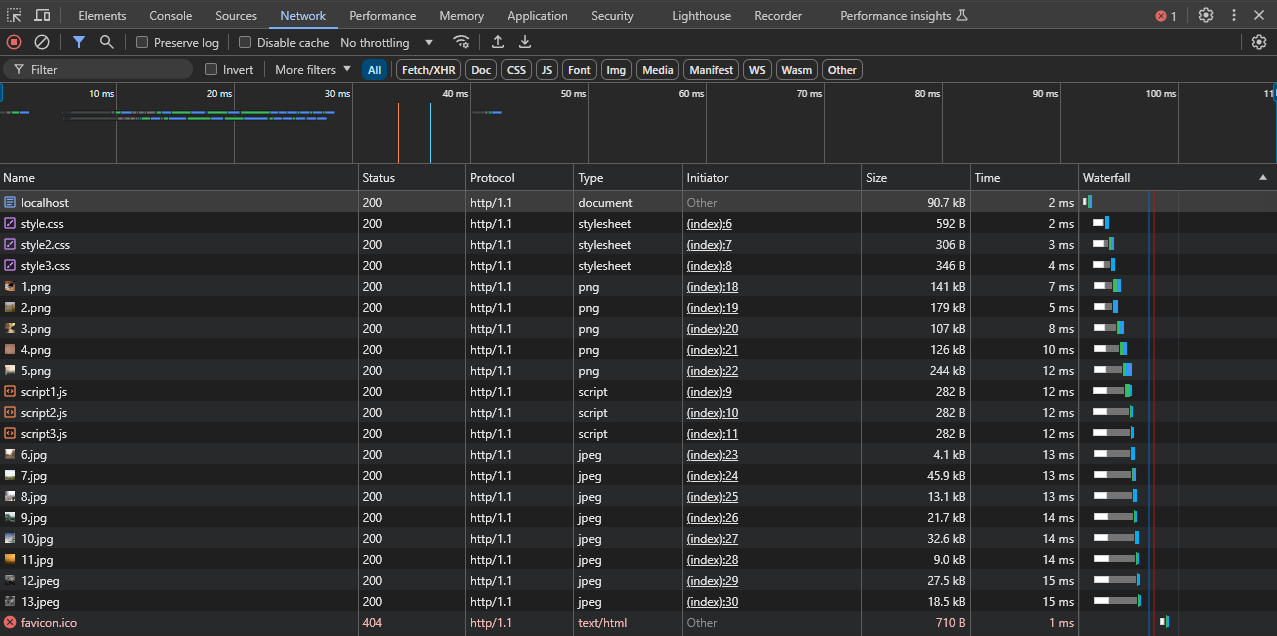 Elements Console Sources Network Performance Memory Application Security Lighthouse Recorder Performance insights 1
Preserve log Disable cache No throttling
Filter Invert More filters All Fetch/XHR Doc CSS JS Font Img Media Manifest WS Wasm Other
10 ms 20 ms 30 ms 40 ms 50 ms 60 ms 70 ms 80 ms 90 ms 100 ms 11
Name Status Protocol Type Initiator Size Time Waterfall
localhost 200 http/1.1 document Other 90.7 kB 2 ms
style.css 200 http/1.1 stylesheet (index):6 592 B 2 ms
style2.css 200 http/1.1 stylesheet (index):7 306 B 3 ms
style3.css 200 http/1.1 stylesheet (index):8 346 B 4 ms
1.png 200 http/1.1 png (index):18 141 kB 7 ms
2.png 200 http/1.1 png (index):19 179 kB 5 ms
3.png 200 http/1.1 png (index):20 107 kB 8 ms
4.png 200 http/1.1 png (index):21 126 kB 10 ms
5.png 200 http/1.1 png (index):22 244 kB 12 ms
script1.js 200 http/1.1 script (index):9 282 B 12 ms
script2.js 200 http/1.1 script (index):10 282 B 12 ms
script3.js 200 http/1.1 script (index):11 282 B 12 ms
6.jpg 200 http/1.1 jpeg (index):23 4.1 kB 13 ms
7.jpg 200 http/1.1 jpeg (index):24 45.9 kB 13 ms
8.jpg 200 http/1.1 jpeg (index):25 13.1 kB 13 ms
9.jpg 200 http/1.1 jpeg (index):26 21.7 kB 14 ms
10.jpg 200 http/1.1 jpeg (index):27 32.6 kB 14 ms
11.jpg 200 http/1.1 jpeg (index):28 9.0 kB 14 ms
12.jpeg 200 http/1.1 jpeg (index):29 27.5 kB 15 ms
13.jpeg 200 http/1.1 jpeg (index):30 18.5 kB 15 ms
favicon.ico 404 http/1.1 text/html Other 710 B 1 ms